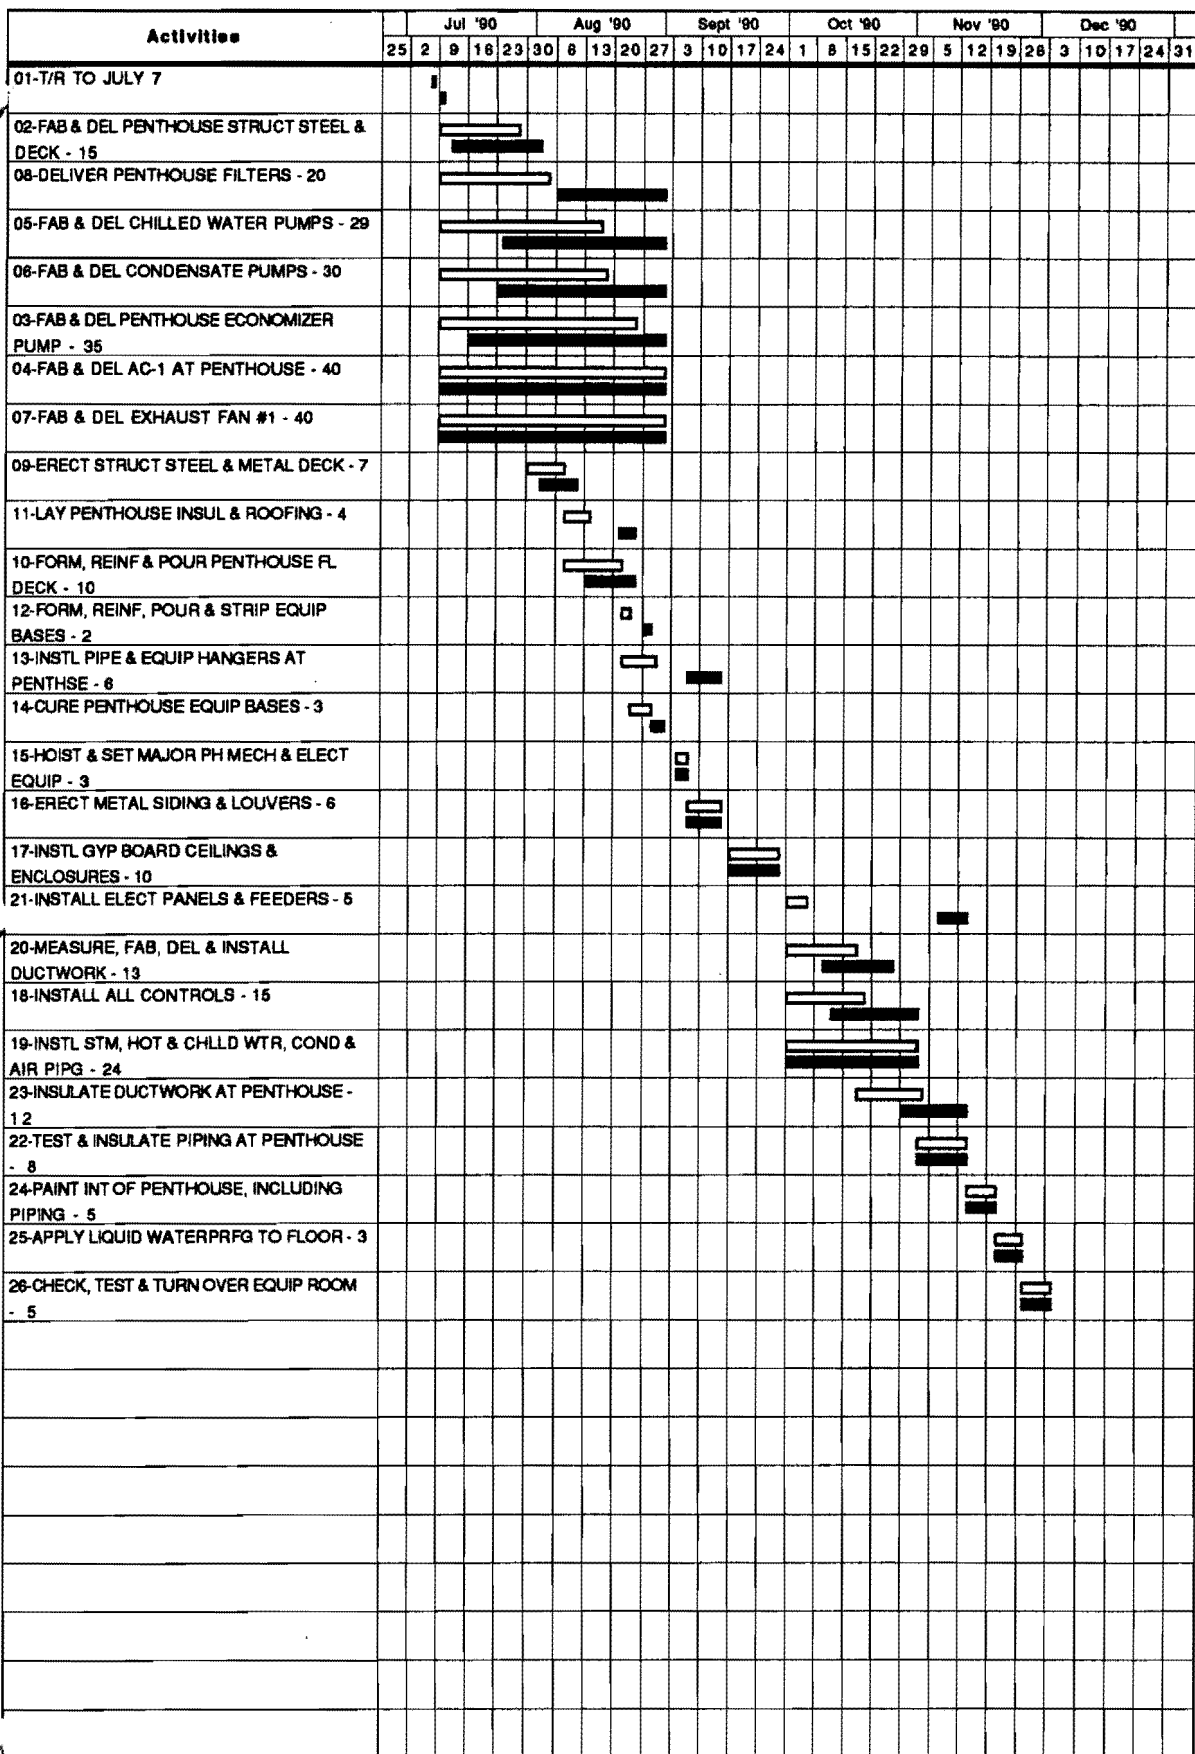 Activities
Jul '90 Aug '90 Sept '90 Oct '90 Nov '90 Dec '90
25 2 9 16 23 30 6 13 20 27 3 10 17 24 1 8 15 22 29 5 12 19 26 3 10 17 24 31
01-T/R TO JULY 7
02-FAB & DEL PENTHOUSE STRUCT STEEL &
DECK - 15
08-DELIVER PENTHOUSE FILTERS - 20
05-FAB & DEL CHILLED WATER PUMPS - 29
06-FAB & DEL CONDENSATE PUMPS - 30
03-FAB & DEL PENTHOUSE ECONOMIZER
PUMP - 35
04-FAB & DEL AC-1 AT PENTHOUSE - 40
07-FAB & DEL EXHAUST FAN #1 - 40
09-ERECT STRUCT STEEL & METAL DECK - 7
11-LAY PENTHOUSE INSUL & ROOFING - 4
10-FORM, REINF & POUR PENTHOUSE FL
DECK - 10
12-FORM, REINF, POUR & STRIP EQUIP
BASES - 2
13-INSTL PIPE & EQUIP HANGERS AT
PENTHSE - 6
14-CURE PENTHOUSE EQUIP BASES - 3
15-HOIST & SET MAJOR PH MECH & ELECT
EQUIP - 3
16-ERECT METAL SIDING & LOUVERS - 6
17-INSTL GYP BOARD CEILINGS &
ENCLOSURES - 10
21-INSTALL ELECT PANELS & FEEDERS - 5
20-MEASURE, FAB, DEL & INSTALL
DUCTWORK - 13
18-INSTALL ALL CONTROLS - 15
19-INSTL STM, HOT & CHLLD WTR, COND &
AIR PIPG - 24
23-INSULATE DUCTWORK AT PENTHOUSE -
12
22-TEST & INSULATE PIPING AT PENTHOUSE
- 8
24-PAINT INT OF PENTHOUSE, INCLUDING
PIPING - 5
25-APPLY LIQUID WATERPRFG TO FLOOR - 3
26-CHECK, TEST & TURN OVER EQUIP ROOM
- 5